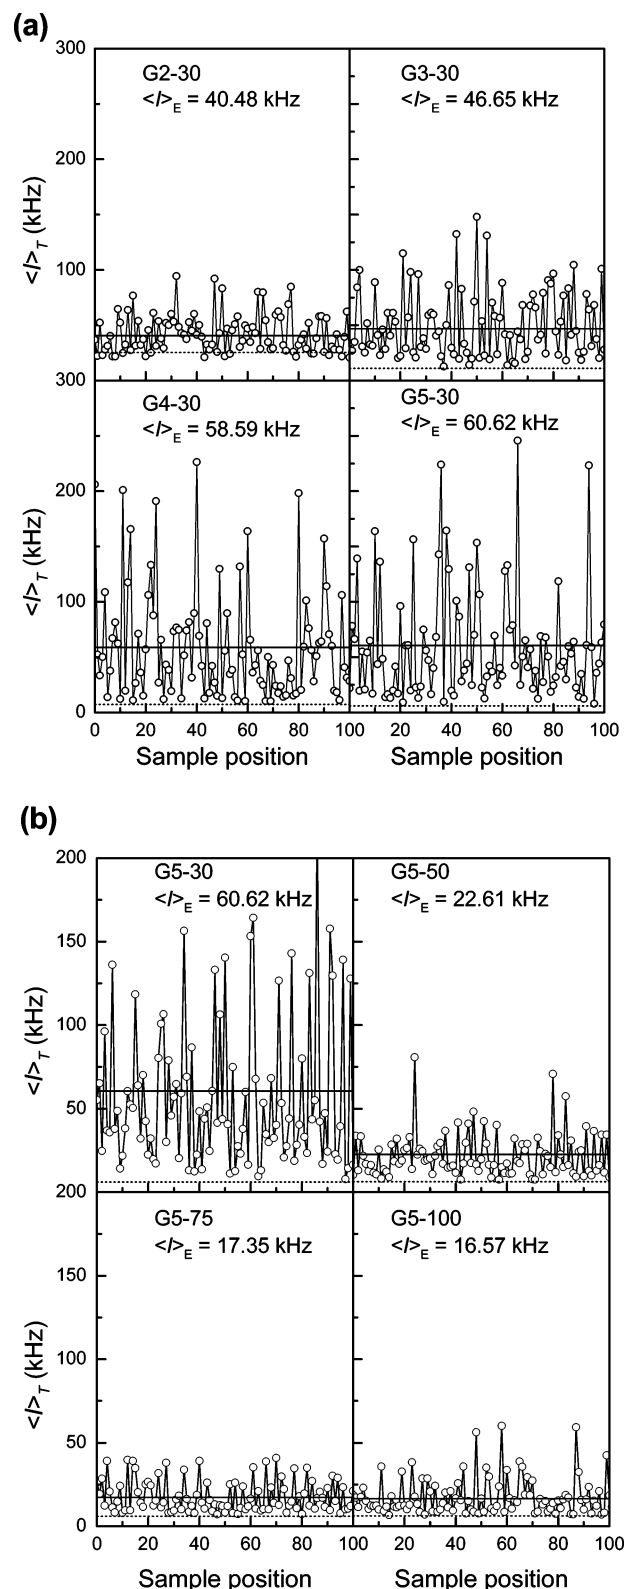 (a)
300
G2-30
G3-30
<I>E = 40.48 kHz
<I>E = 46.65 kHz
200
<I>T (kHz)
100
300
G4-30
G5-30
<I>E = 58.59 kHz
<I>E = 60.62 kHz
200
<I>T (kHz)
100
0
0 20 40 60 80 100 20 40 60 80 100
Sample position Sample position
(b)
200
G5-30
G5-50
<I>E = 60.62 kHz
<I>E = 22.61 kHz
150
<I>T (kHz)
100
50
200
G5-75
G5-100
<I>E = 17.35 kHz
<I>E = 16.57 kHz
150
<I>T (kHz)
100
50
0
0 20 40 60 80 100 20 40 60 80 100
Sample position Sample position